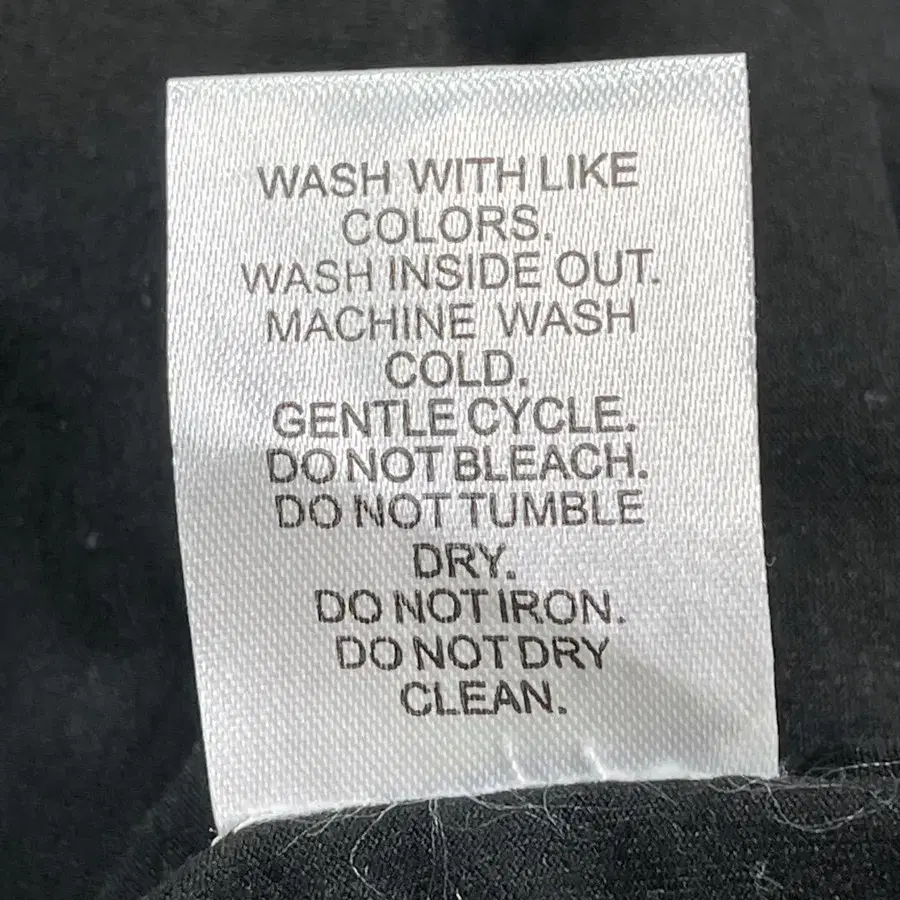 WASH WITH LIKE
COLORS.
WASH INSIDE OUT.
MACHINE WASH
COLD.
GENTLE CYCLE.
DO NOT BLEACH.
DO NOT TUMBLE
DRY.
DO NOT IRON.
DO NOT DRY
CLEAN.